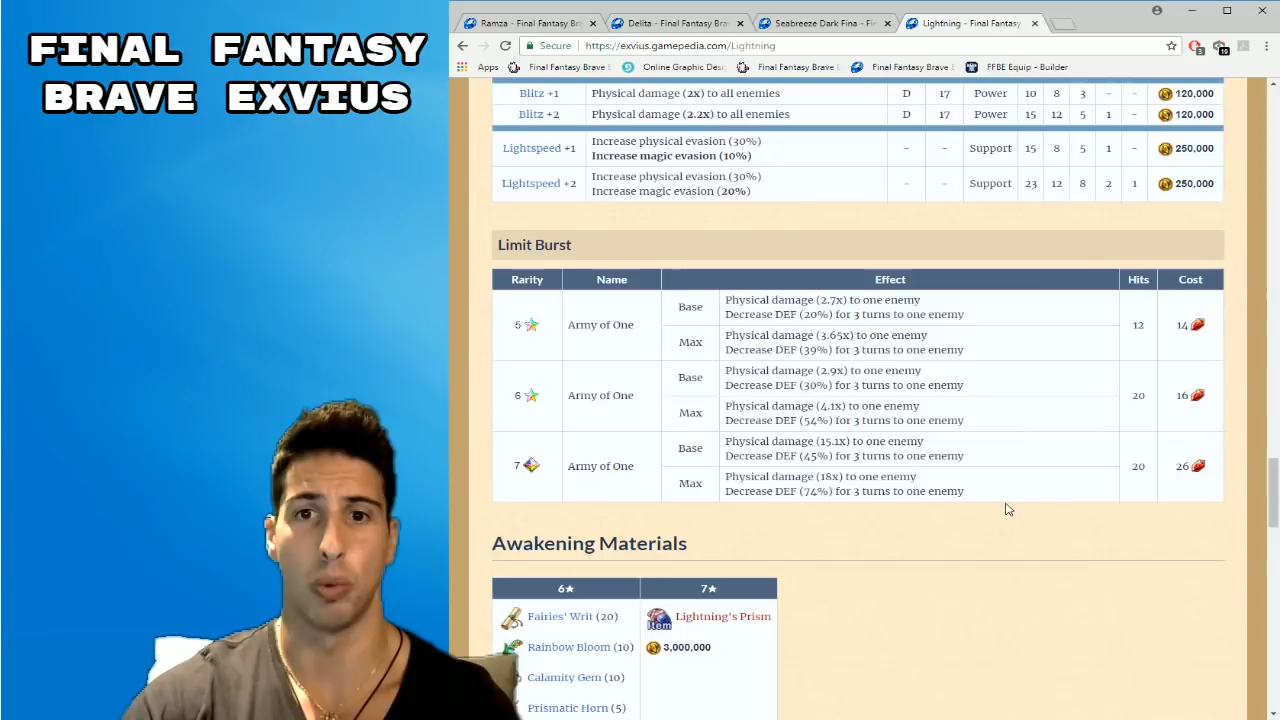 FINAL FANTASY
BRAVE EXVIUS
Ramza - Final Fantasy Bra
Delita - Final Fantasy Bra
Seabreeze Dark Fina - Fin
Lightning - Final Fantasy
Secure
https://exvius.gamepedia.com/Lightning
Apps
Final Fantasy Brave E
Online Graphic Desi
Final Fantasy Brave E
Final Fantasy Brave E
FFBE Equip - Builder
Blitz +1 Physical damage (2x) to all enemies D 17 Power 10 8 3 - - 120,000
Blitz +2 Physical damage (2.2x) to all enemies D 17 Power 15 12 5 1 - 120,000
Lightspeed +1 Increase physical evasion (30%) - - Support 15 8 5 1 - 250,000
Increase magic evasion (10%)
Lightspeed +2 Increase physical evasion (30%) - - Support 23 12 8 2 1 250,000
Increase magic evasion (20%)
Limit Burst
Rarity Name Effect Hits Cost
5 Army of One 12 14
Base Physical damage (2.7x) to one enemy
Decrease DEF (20%) for 3 turns to one enemy
Max Physical damage (3.65x) to one enemy
Decrease DEF (39%) for 3 turns to one enemy
6 Army of One 20 16
Base Physical damage (2.9x) to one enemy
Decrease DEF (30%) for 3 turns to one enemy
Max Physical damage (4.1x) to one enemy
Decrease DEF (54%) for 3 turns to one enemy
7 Army of One 20 26
Base Physical damage (15.1x) to one enemy
Decrease DEF (45%) for 3 turns to one enemy
Max Physical damage (18x) to one enemy
Decrease DEF (74%) for 3 turns to one enemy
Awakening Materials
6★ 7★
Fairies' Writ (20) Item Lightning's Prism
Rainbow Bloom (10) 3,000,000
Calamity Gem (10)
Prismatic Horn (5)